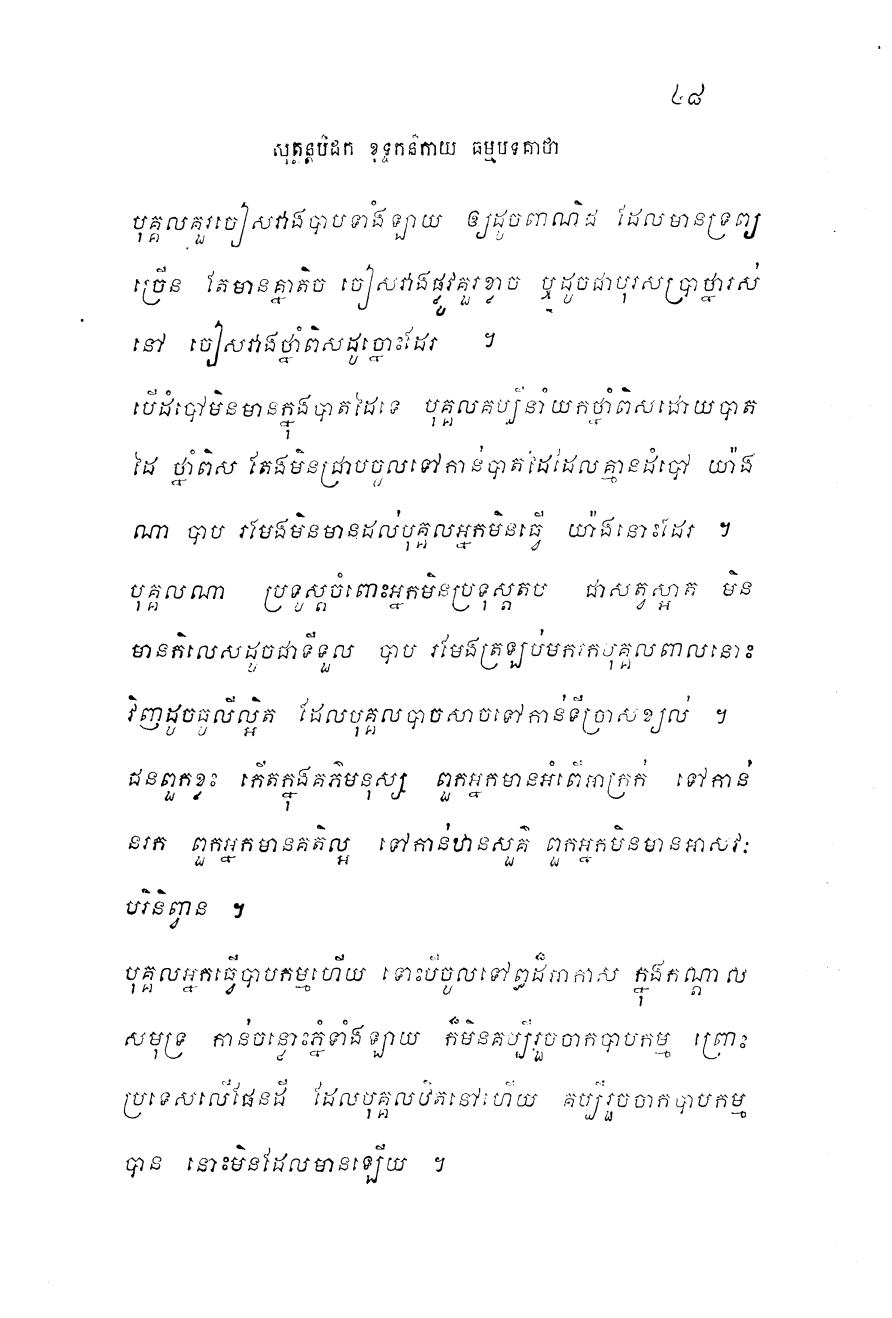 ៤៨
សុត្តន្តបិដក ខុទ្ទកនិកាយ ធម្មបទគាថា
បុគ្គលគួរចៀសវាងបាបទាំងឡាយ ឲ្យដូចពាណិជ ដែលមានទ្រព្យ
ច្រើន តែមានគ្នាតិច ចៀសវាងផ្លូវគួរខ្លាច ឬដូចជាបុរសប្រាថ្នារស់
នៅ ចៀសវាងថ្នាំពិសដូច្នោះដែរ ។
បើដំបៅមិនមានក្នុងបាតដៃទេ បុគ្គលគប្បីនាំយកថ្នាំពិសដោយបាត
ដៃ ថ្នាំពិស តែងមិនជ្រាបចូលទៅកាន់បាតដៃដែលគ្មានដំបៅ យ៉ាង
ណា បាប រមែងមិនមានដល់បុគ្គលអ្នកមិនធ្វើ យ៉ាងនោះដែរ ។
បុគ្គលណា ប្រទូស្តចំពោះអ្នកមិនប្រទុស្តតប ជាសត្វស្អាត មិន
មានកិលេសដូចជាទីទួល បាប រមែងត្រឡប់មករកបុគ្គលពាលនោះ
វិញដូចធូលីល្អិត ដែលបុគ្គលបាចសាចទៅកាន់ទីច្រាសខ្យល់ ។
ជនពួកខ្លះ កើតក្នុងគភ៌មនុស្ស ពួកអ្នកមានអំពើអាក្រក់ ទៅកាន់
នរក ពួកអ្នកមានគតិល្អ ទៅកាន់ឋានសួគ៌ ពួកអ្នកមិនមានអាសវៈ
បរិនិព្វាន ។
បុគ្គលអ្នកធ្វើបាបកម្មហើយ ទោះបីចូលទៅឰដ៏អាកាស ក្នុងកណ្តាល
សមុទ្រ កាន់ចន្លោះភ្នំទាំងឡាយ ក៏មិនគប្បីរួចចាកបាបកម្ម ព្រោះ
ប្រទេសលើផែនដី ដែលបុគ្គលឋិតនៅហើយ គប្បីរួចចាកបាបកម្ម
បាន នោះមិនដែលមានឡើយ ។